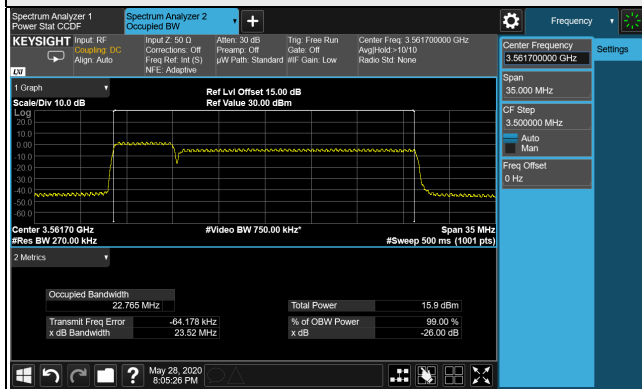 Spectrum Analyzer 1
Power Stat CCDF
Spectrum Analyzer 2
Occupied BW
Frequency
KEYSIGHT
LXI
Input: RF
Coupling: DC
Align: Auto
Input Z: 50 Ω
Corrections: Off
Freq Ref: Int (S)
NFE: Adaptive
Atten: 30 dB
Preamp: Off
µW Path: Standard
Trig: Free Run
Gate: Off
#IF Gain: Low
Center Freq: 3.561700000 GHz
Avg|Hold:>10/10
Radio Std: None
Center Frequency
3.561700000 GHz
Settings
Span
35.000 MHz
CF Step
3.500000 MHz
Auto
Man
Freq Offset
0 Hz
1 Graph
Scale/Div 10.0 dB
Ref Lvl Offset 15.00 dB
Ref Value 30.00 dBm
Log
20.0
10.0
0.00
-10.0
-20.0
-30.0
-40.0
-50.0
-60.0
Center 3.56170 GHz
#Res BW 270.00 kHz
#Video BW 750.00 kHz*
Span 35 MHz
#Sweep 500 ms (1001 pts)
2 Metrics
Occupied Bandwidth
22.765 MHz
Total Power 15.9 dBm
Transmit Freq Error -64.178 kHz
% of OBW Power 99.00 %
x dB Bandwidth 23.52 MHz
x dB -26.00 dB
May 28, 2020
8:05:26 PM